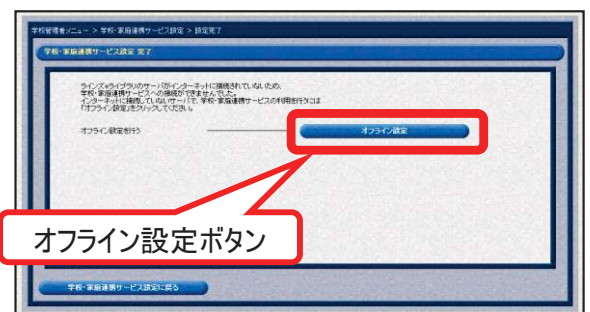 学校管理者メニュー > 学校・家庭連携サービス設定 > 設定完了
学校・家庭連携サービス設定 完了
ラインズeライブラリのサーバがインターネットに接続されていないため、
学校・家庭連携サービスへの接続ができませんでした。
インターネットに接続していないサーバで、学校・家庭連携サービスの利用を行うには
「オフライン設定」をクリックしてください。
オフライン設定を行う
オフライン設定
オフライン設定ボタン
学校・家庭連携サービス設定に戻る